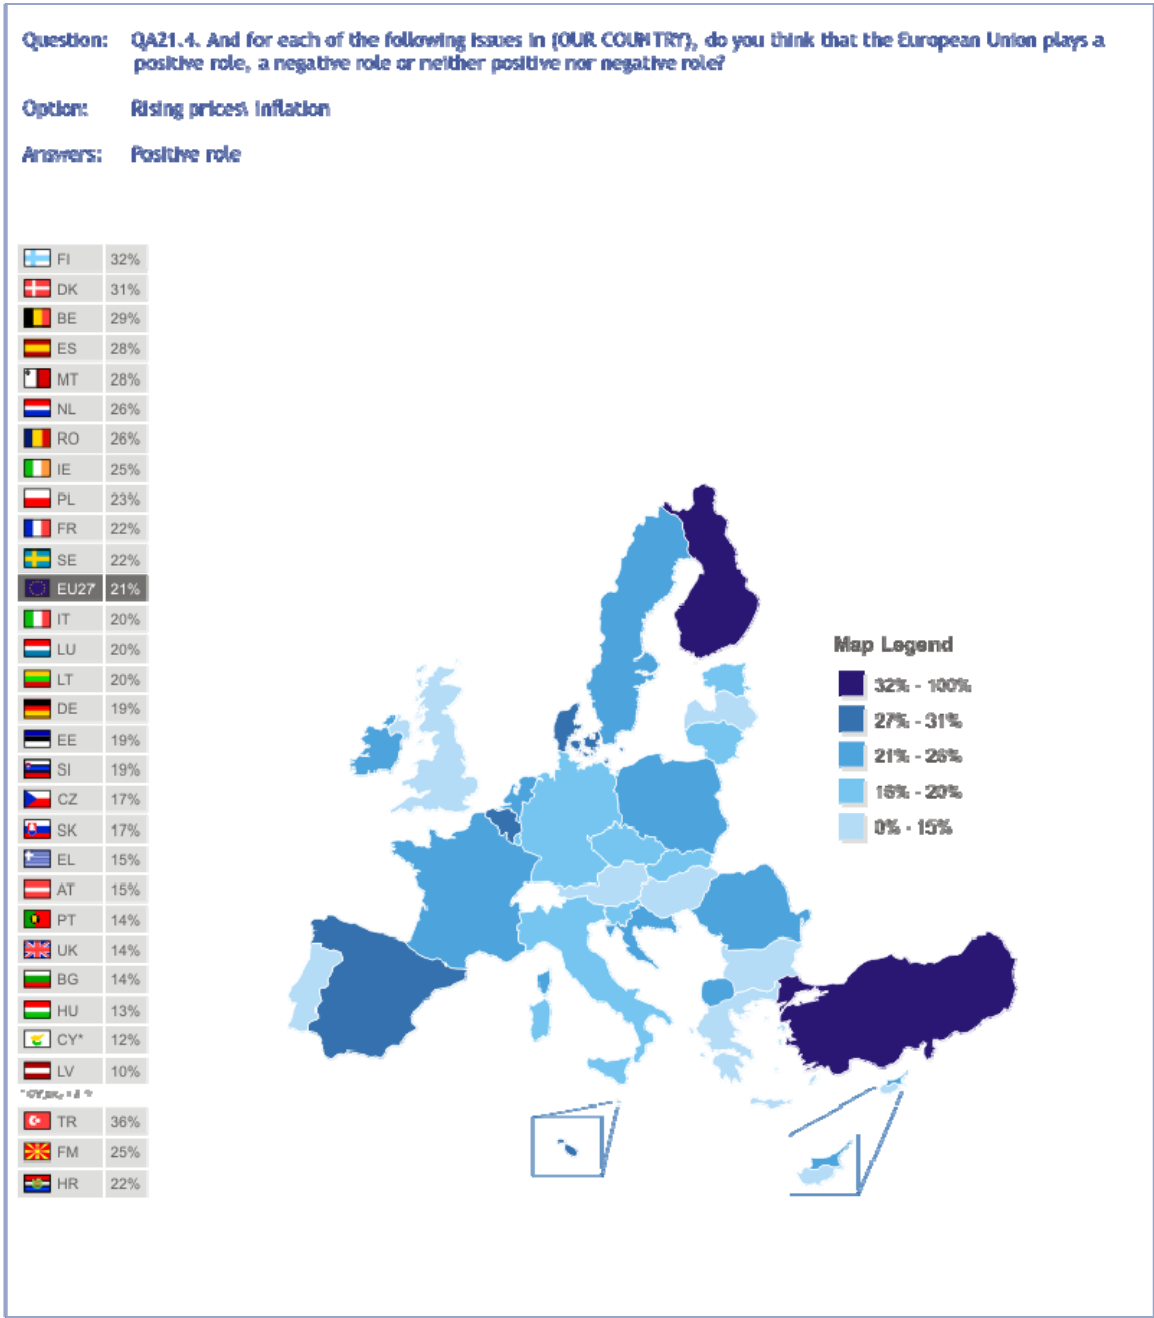 Question: QA21.4. And for each of the following issues in (OUR COUNTRY), do you think that the European Union plays a
positive role, a negative role or neither positive nor negative role?
Option: Rising prices\ inflation
Answers: Positive role
FI 32%
DK 31%
BE 29%
ES 28%
MT 28%
NL 26%
RO 26%
IE 25%
PL 23%
FR 22%
SE 22%
EU27* 21%
IT 20%
LU 20%
LT 20%
DE 19%
EE 19%
SI 19%
CZ 17%
SK 17%
EL 15%
AT 15%
PT 14%
UK 14%
BG 14%
HU 13%
CY* 12%
LV 10%
TR 36%
FM 25%
HR 22%
Map Legend
32% - 100%
27% - 31%
21% - 26%
16% - 20%
0% - 15%